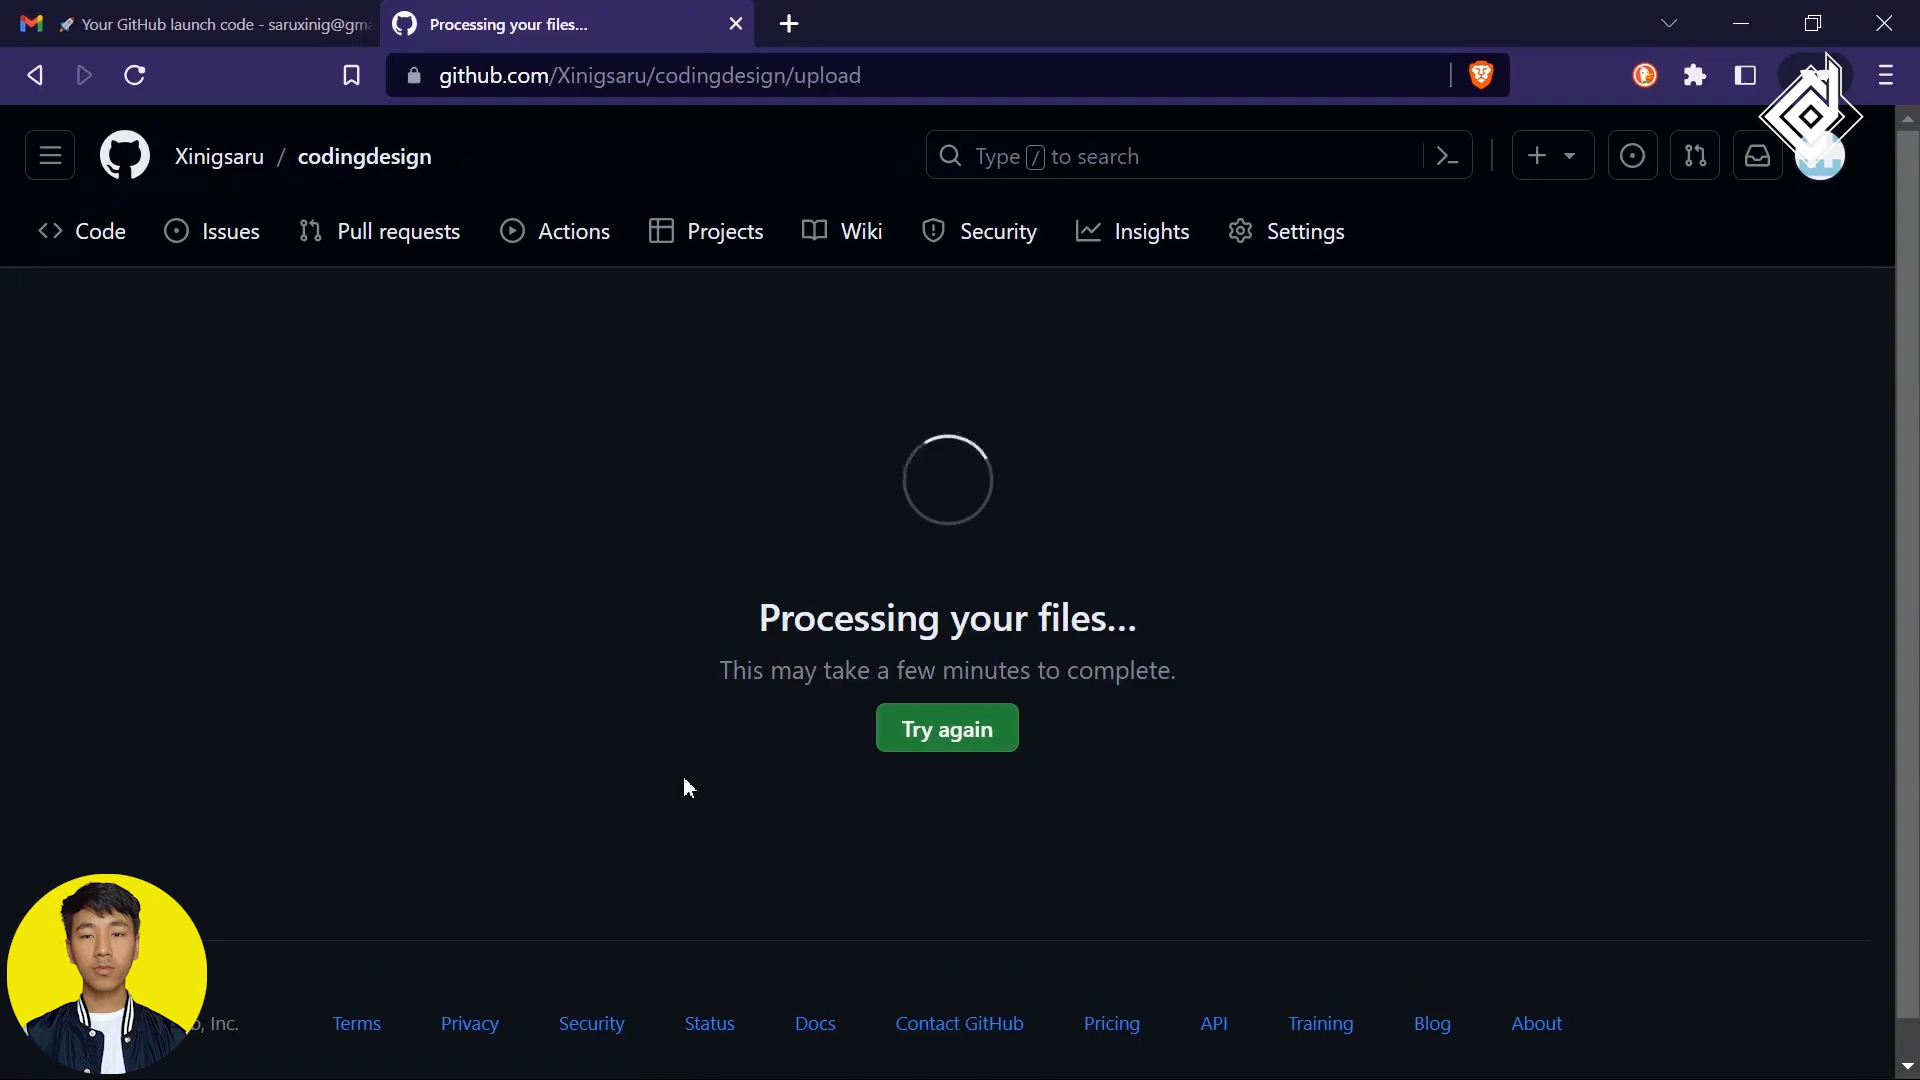 🚀 Your GitHub launch code - saruxinig@gm
Processing your files...
github.com/Xinigsaru/codingdesign/upload
Xinigsaru / codingdesign
Type / to search
Code
Issues
Pull requests
Actions
Projects
Wiki
Security
Insights
Settings
Processing your files...
This may take a few minutes to complete.
Try again
, Inc.
Terms
Privacy
Security
Status
Docs
Contact GitHub
Pricing
API
Training
Blog
About